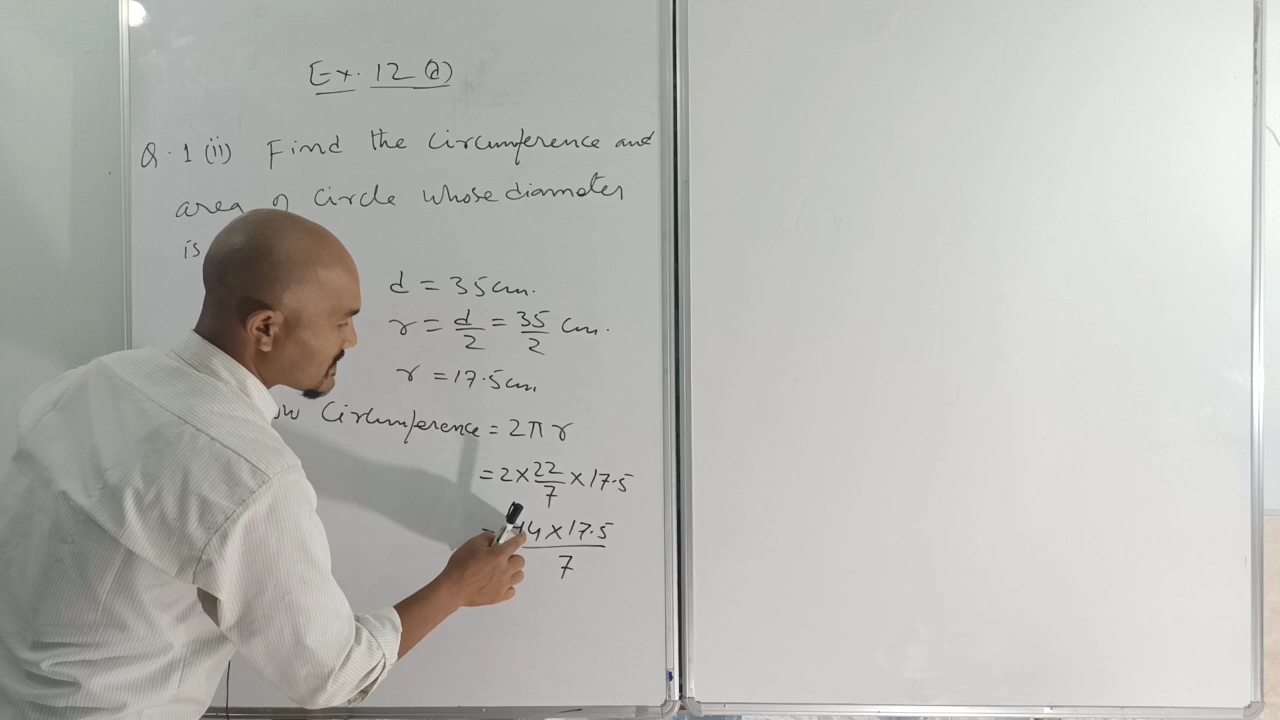 Ex. 12 (a)
Q. 1 (ii) Find the Circumference and
area of Circle whose diameter
is
d = 35 cm.
r = d/2 = 35/2 cm.
r = 17.5 cm
Circumference = 2πr
= 2 × 22/7 × 17.5
= 44 × 17.5 / 7